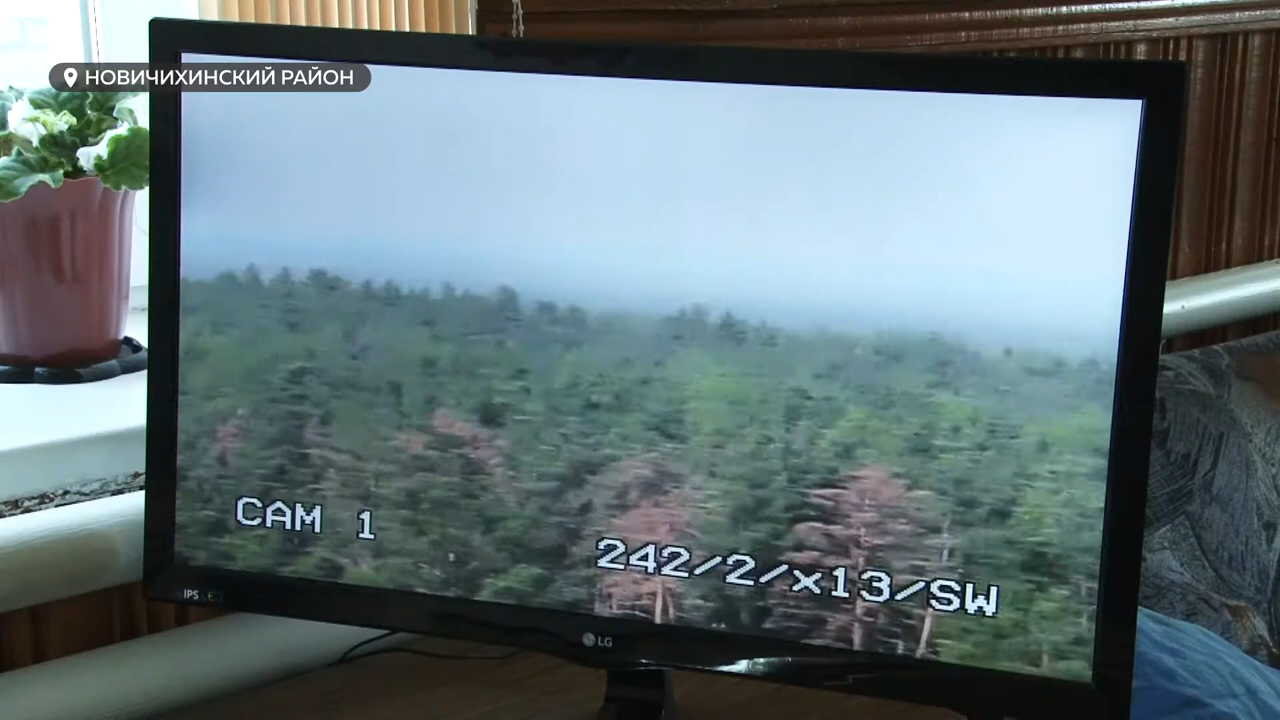 НОВИЧИХИНСКИЙ РАЙОН
CAM 1
242/2/x13/SW
IPS
LG